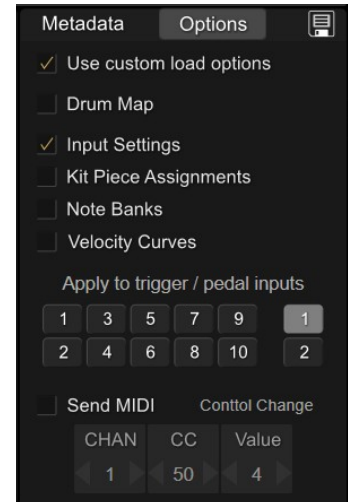 Metadata Options
Use custom load options
Drum Map
Input Settings
Kit Piece Assignments
Note Banks
Velocity Curves
Apply to trigger / pedal inputs
1 3 5 7 9 1
2 4 6 8 10 2
Send MIDI Conttol Change
CHAN CC Value
1 50 4